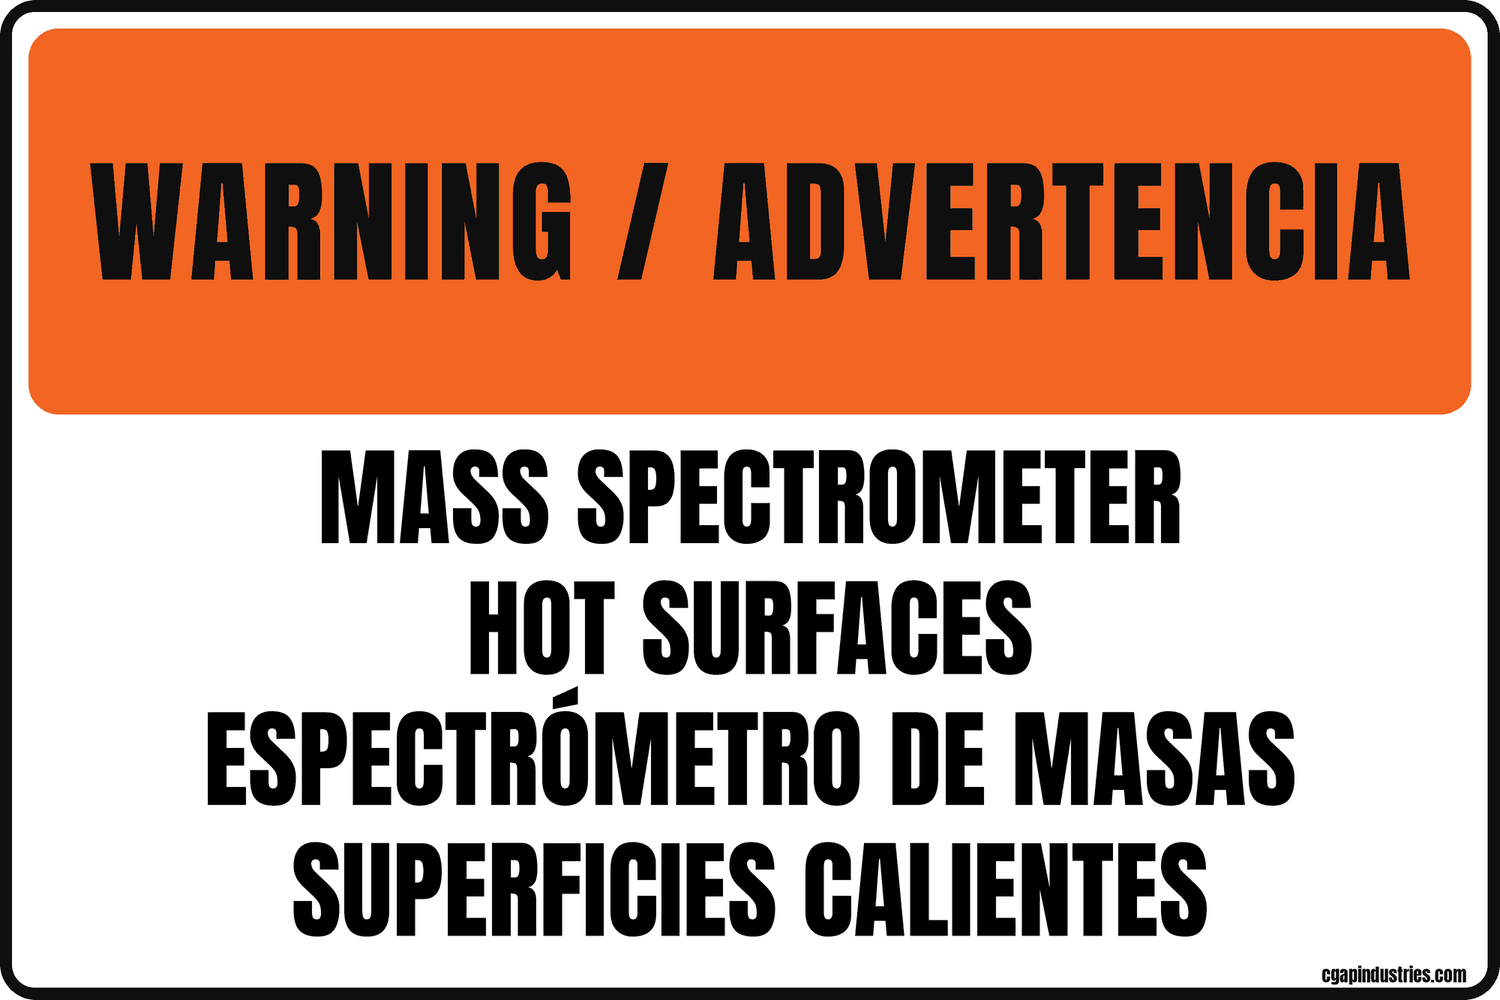 WARNING / ADVERTENCIA
MASS SPECTROMETER
HOT SURFACES
ESPECTRÓMETRO DE MASAS
SUPERFICIES CALIENTES
cgapindustries.com